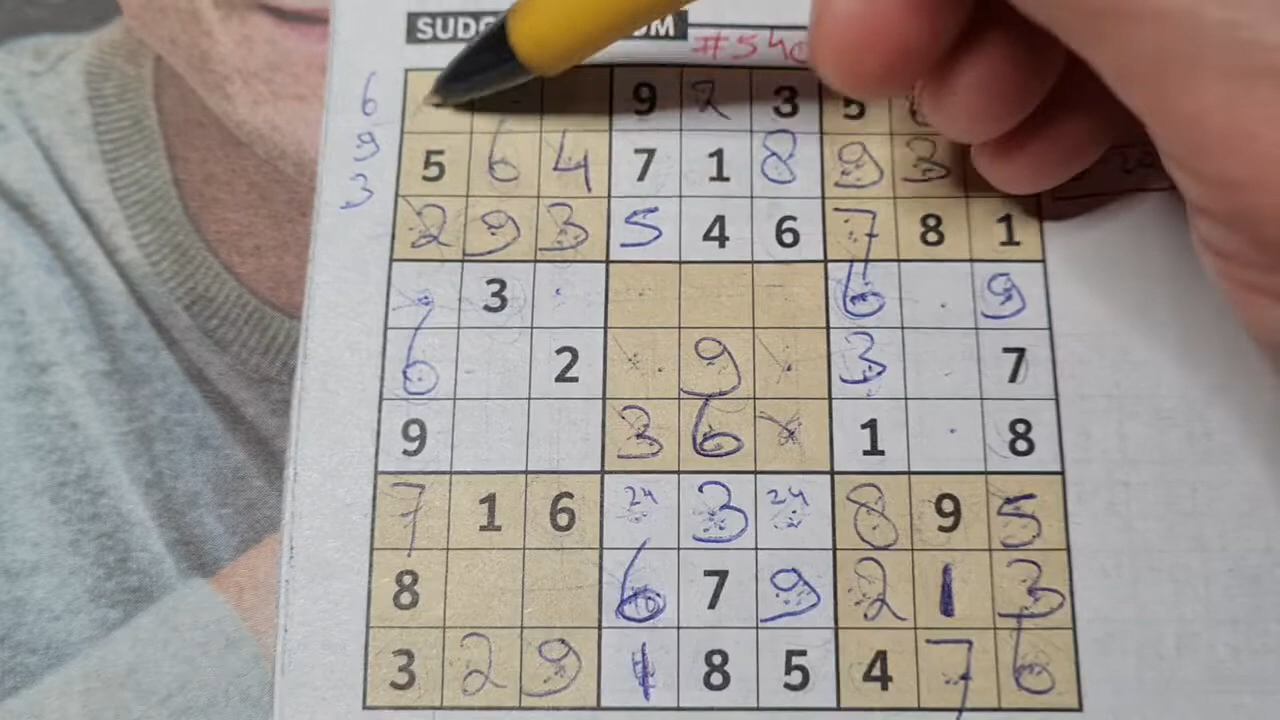 #540
6
9
3
9 2 3 5
5 6 4 7 1 8 9 3
2 9 3 5 4 6 7 8 1
3 6 9
6 2 9 3 7
9 3 6 1 8
7 1 6 24 3 24 8 9 5
8 6 7 9 2 1 3
3 2 9 1 8 5 4 7 6